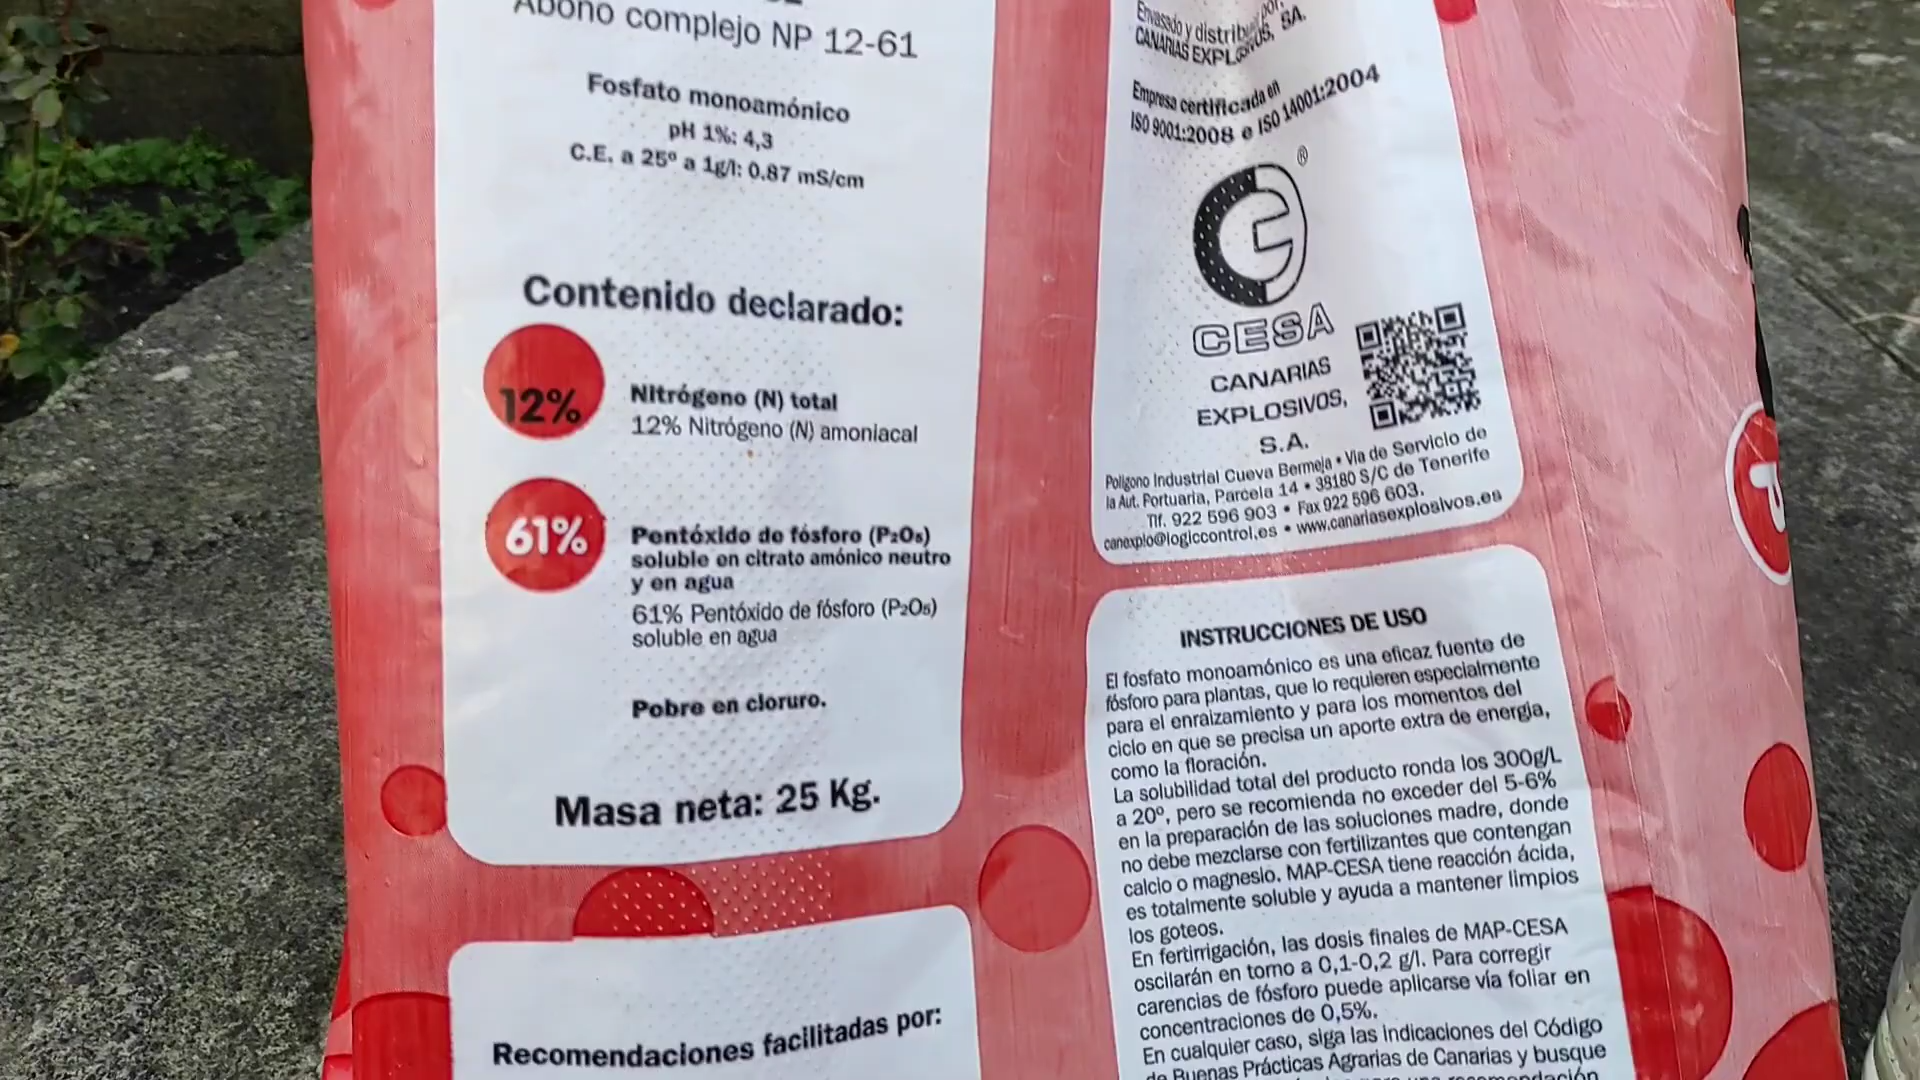 Abono complejo NP 12-61
Fosfato monoamónico
pH 1%: 4,3
C.E. a 25º a 1g/l: 0.87 mS/cm
Contenido declarado:
12%
Nitrógeno (N) total
12% Nitrógeno (N) amoniacal
61%
Pentóxido de fósforo (P₂O₅)
soluble en citrato amónico neutro
y en agua
61% Pentóxido de fósforo (P₂O₅)
soluble en agua
Pobre en cloruro.
Masa neta: 25 Kg.
Recomendaciones facilitadas por:
Envasado y distribuido por:
CANARIAS EXPLOSIVOS, SA.
Empresa certificada en
ISO 9001:2008 e ISO 14001:2004
®
CESA
CANARIAS
EXPLOSIVOS,
S.A.
Polígono Industrial Cueva Bermeja • Vía de Servicio de
la Aut. Portuaria, Parcela 14 • 38180 S/C de Tenerife
Tlf. 922 596 903 • Fax 922 596 603.
canexplo@logiccontrol.es • www.canariasexplosivos.es
INSTRUCCIONES DE USO
El fosfato monoamónico es una eficaz fuente de
fósforo para plantas, que lo requieren especialmente
para el enraizamiento y para los momentos del
ciclo en que se precisa un aporte extra de energía,
como la floración.
La solubilidad total del producto ronda los 300g/L
a 20º, pero se recomienda no exceder del 5-6%
en la preparación de las soluciones madre, donde
no debe mezclarse con fertilizantes que contengan
calcio o magnesio. MAP-CESA tiene reacción ácida,
es totalmente soluble y ayuda a mantener limpios
los goteos.
En fertirrigación, las dosis finales de MAP-CESA
oscilarán en torno a 0,1-0,2 g/l. Para corregir
carencias de fósforo puede aplicarse vía foliar en
concentraciones de 0,5%.
En cualquier caso, siga las indicaciones del Código
de Buenas Prácticas Agrarias de Canarias y busque